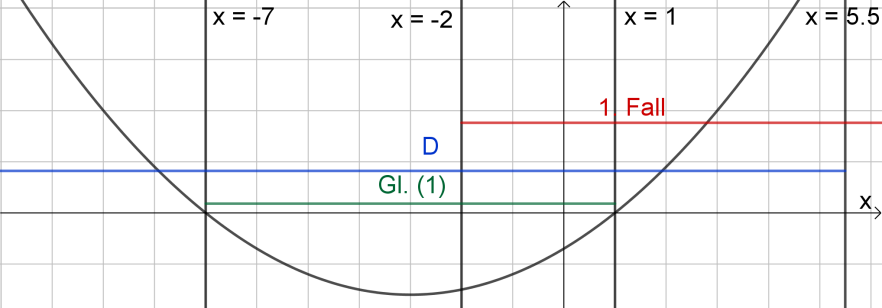 x = -7
x = -2
x = 1
x = 5.5
1 Fall
D
Gl. (1)
x